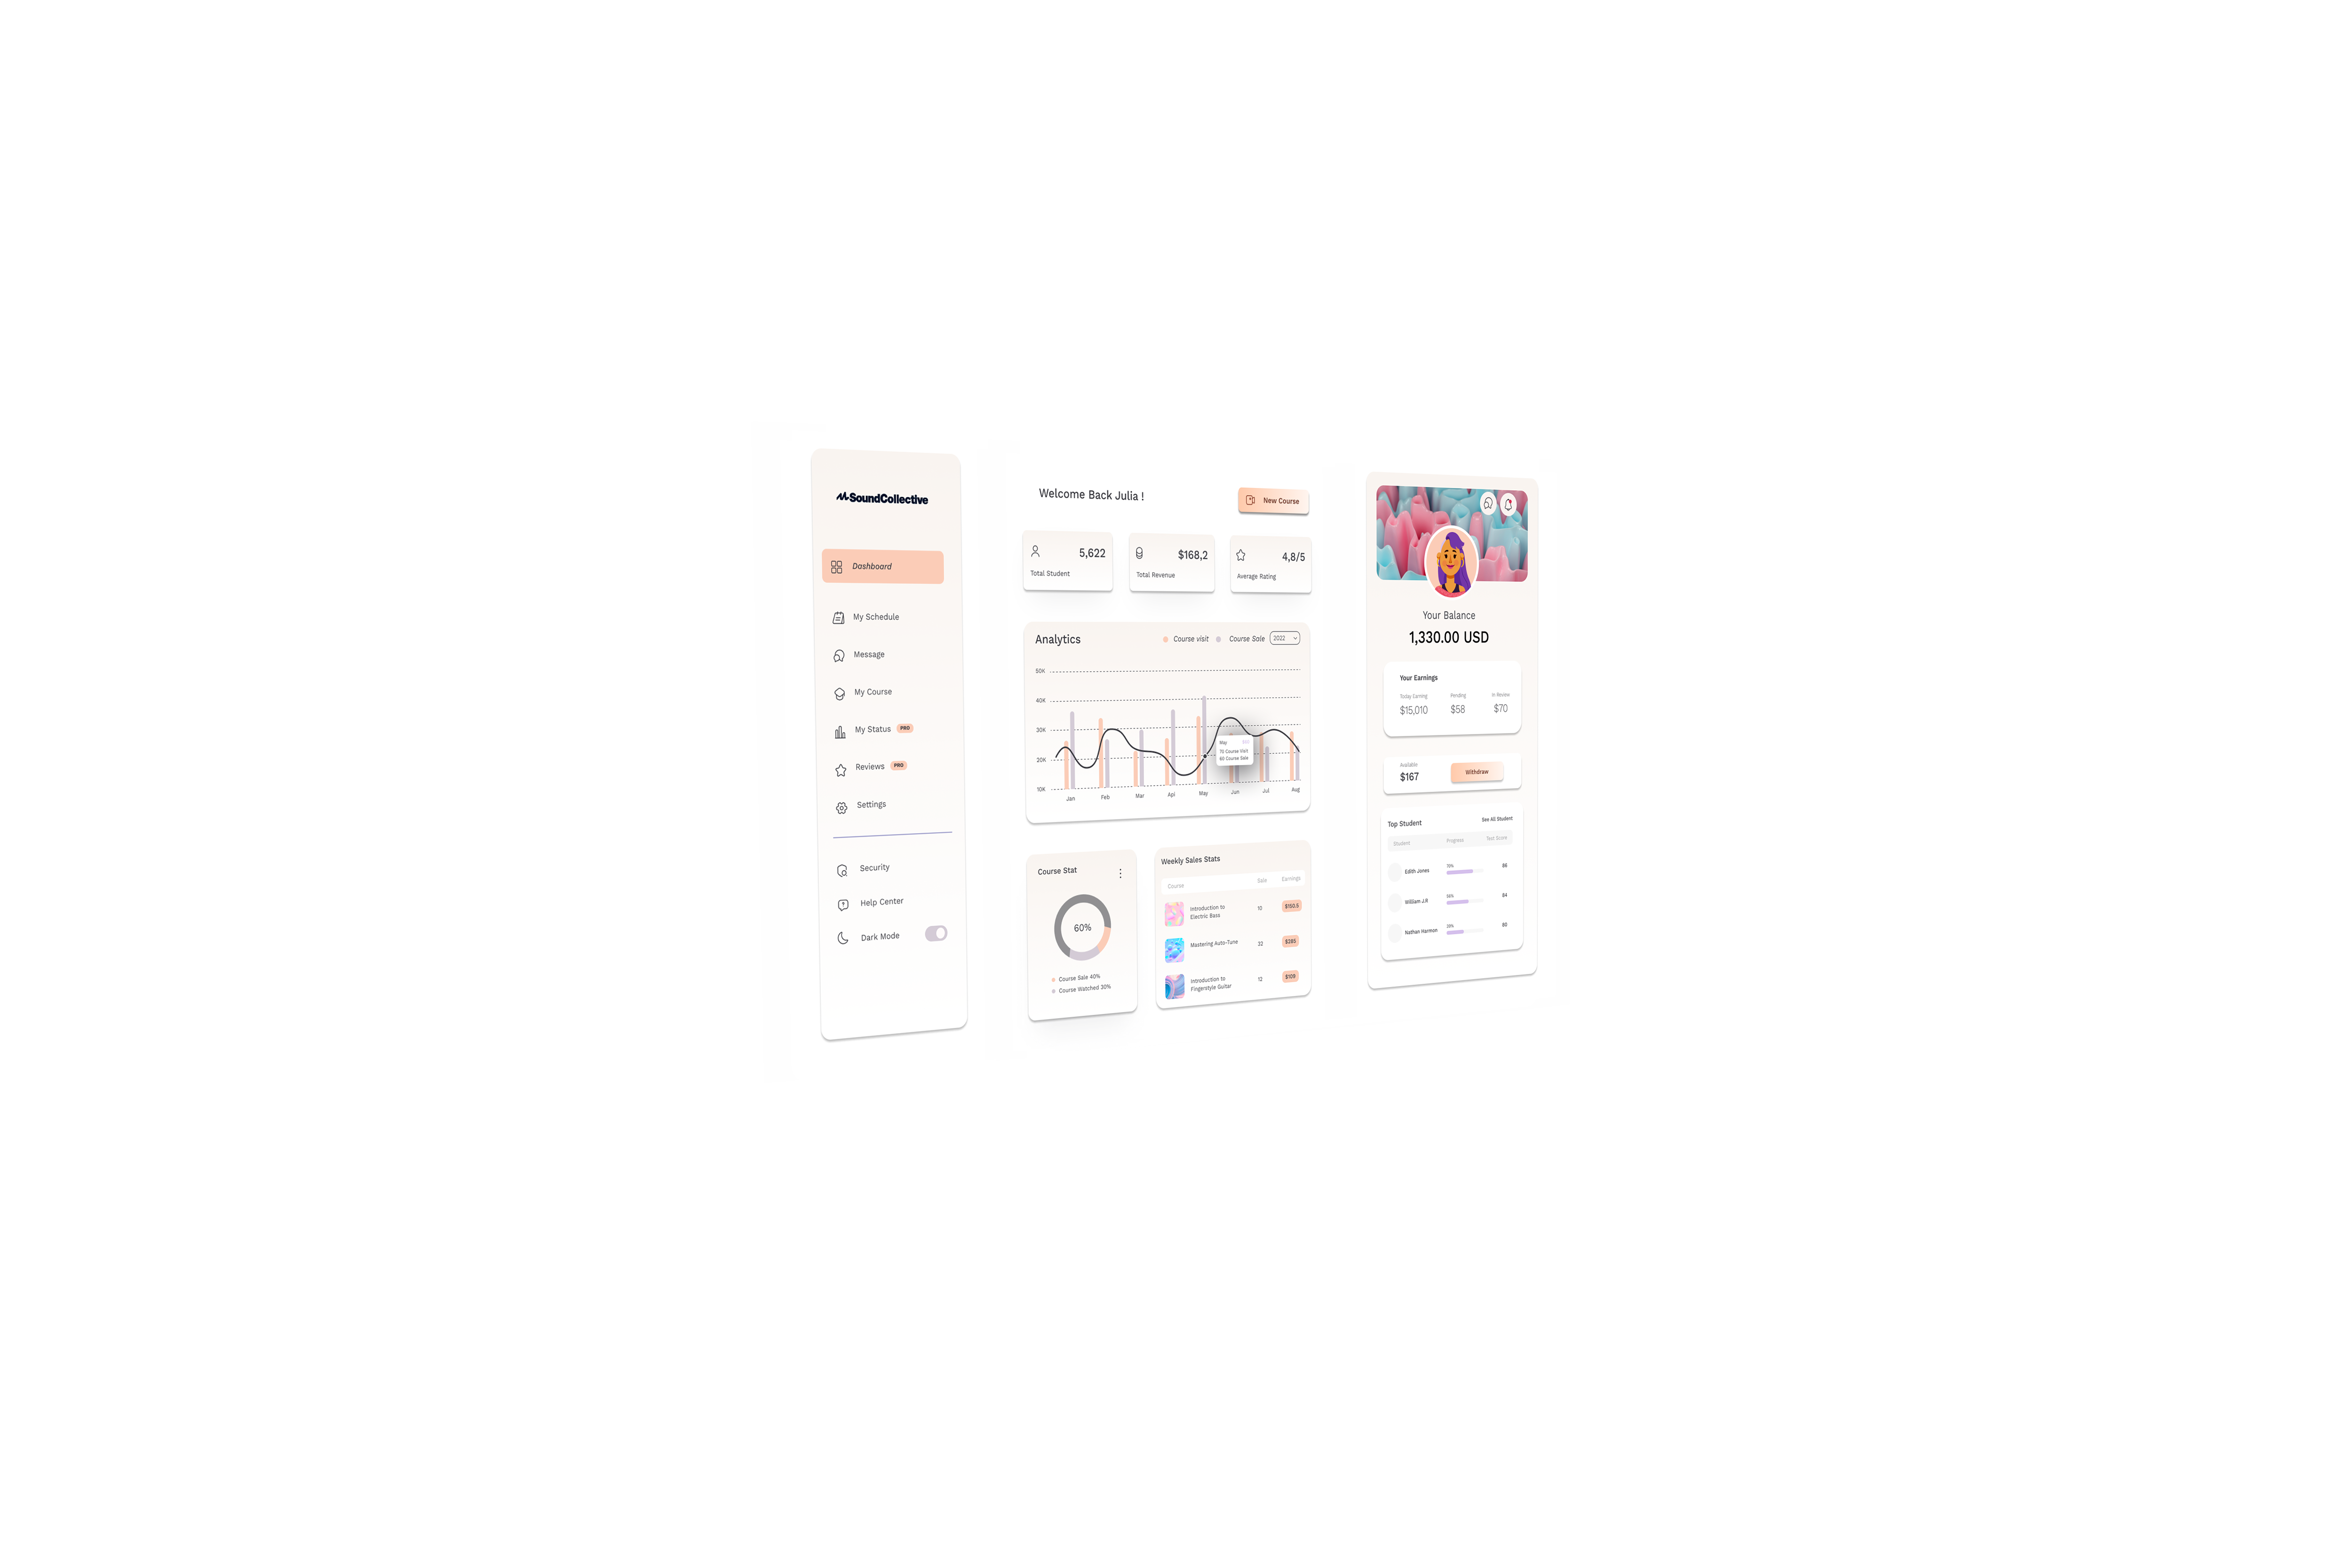 SoundCollective
Dashboard
My Schedule
Message
My Course
My Status PRO
Reviews PRO
Settings
Security
Help Center
Dark Mode
Welcome Back Julia !
New Course
5,622
Total Student
$168,2
Total Revenue
4,8/5
Average Rating
Analytics
Course visit
Course Sale
2022
50K
40K
30K
20K
10K
Jan
Feb
Mar
Apl
May
Jun
Jul
Aug
May
70 Course Visit
60 Course Sale
Course Stat
60%
Course Sale 40%
Course Watched 30%
Weekly Sales Stats
Course Sale Earnings
Introduction to
Electric Bass
10 $150.5
Mastering Auto-Tune 32 $285
Introduction to
Fingerstyle Guitar
12 $109
Your Balance
1,330.00 USD
Your Earnings
Today Earning Pending In Review
$15,010 $58 $70
Available
$167
Withdraw
Top Student See All Student
Student Progress Test Score
Edith Jones 70% 86
William J.R 56% 84
Nathan Harmon 20% 80